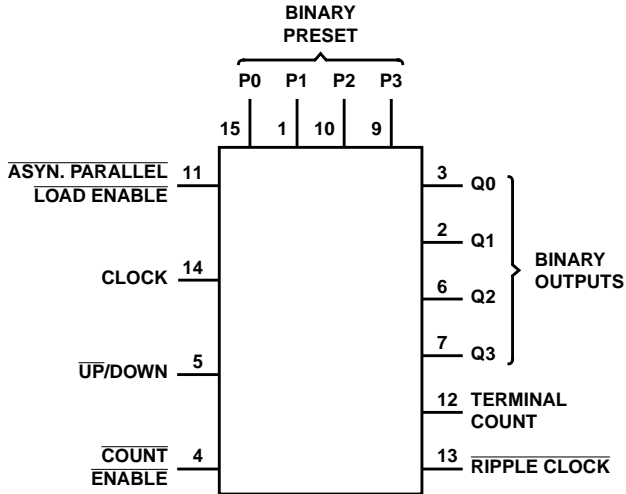 BINARY
PRESET
P0 P1 P2 P3
15 1 10 9
ASYN. PARALLEL 11
LOAD ENABLE
CLOCK 14
UP/DOWN 5
COUNT 4
ENABLE
3 Q0
2 Q1
6 Q2
7 Q3
BINARY
OUTPUTS
12 TERMINAL
COUNT
13 RIPPLE CLOCK